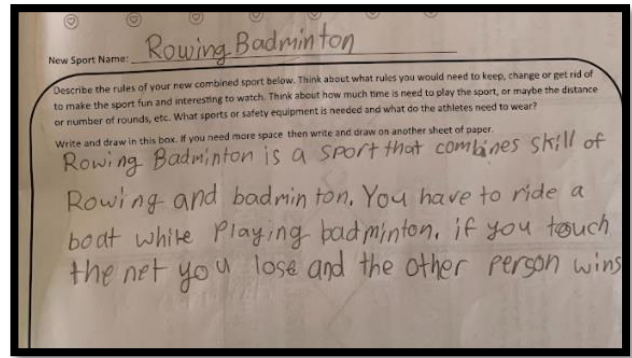 New Sport Name: Rowing Badminton
Describe the rules of your new combined sport below. Think about what rules you would need to keep, change or get rid of
to make the sport fun and interesting to watch. Think about how much time is need to play the sport, or maybe the distance
or number of rounds, etc. What sports or safety equipment is needed and what do the athletes need to wear?
Write and draw in this box. If you need more space then write and draw on another sheet of paper.
Rowing Badminton is a sport that combines skill of
Rowing and badminton. You have to ride a
boat while Playing badminton. if you touch
the net you lose and the other person wins